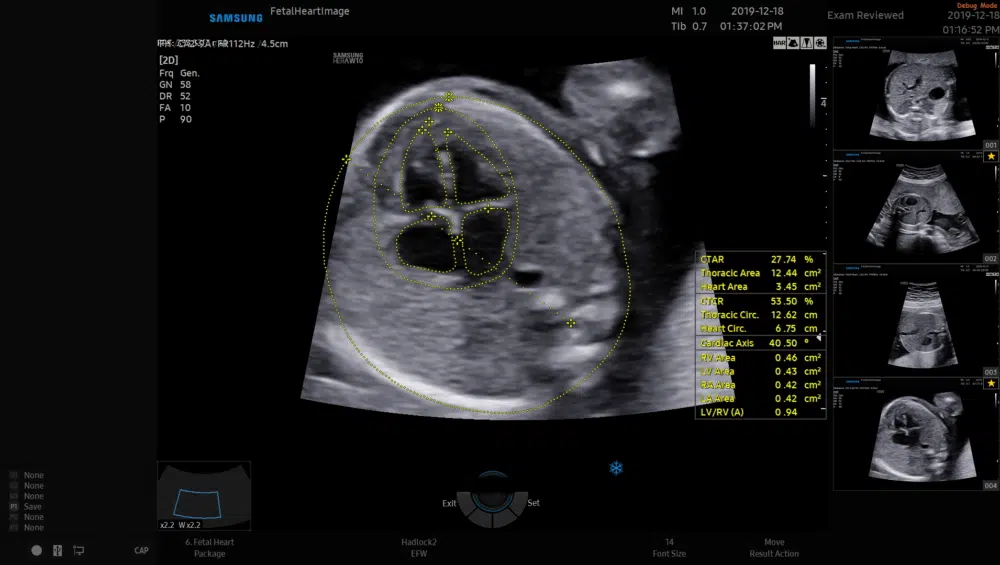 SAMSUNG
FetalHeartImage
MI 1.0
2019-12-18
Tib 0.7
01:37:02 PM
Exam Reviewed
Debug Mode
2019-12-18
01:16:52 PM
/4.5cm
[2D]
Frq Gen.
GN 58
DR 52
FA 10
P 90
SAMSUNG
HERA W10
HAR
4
CTAR 27.74 %
Thoracic Area 12.44 cm²
Heart Area 3.45 cm²
CTCR 53.50 %
Thoracic Circ. 12.62 cm
Heart Circ. 6.75 cm
Cardiac Axis 40.50 °
RV Area 0.46 cm²
LV Area 0.43 cm²
RA Area 0.42 cm²
LA Area 0.42 cm²
LV/RV (A) 0.94
001
002
003
004
None
None
None
Save
None
None
x2.2 W x2.2
Exit
Set
CAP
6. Fetal Heart
Package
Hadlock2
EFW
14
Font Size
Move
Result Action